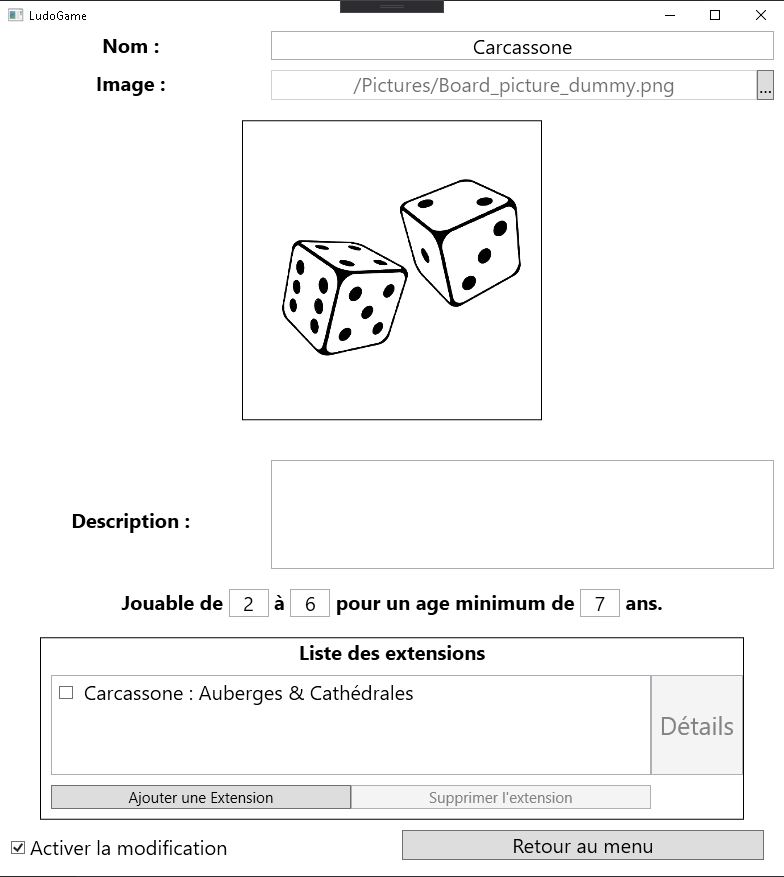 LudoGame
Nom :
Carcassone
Image :
/Pictures/Board_picture_dummy.png
...
Description :
Jouable de 2 à 6 pour un age minimum de 7 ans.
Liste des extensions
Carcassone : Auberges & Cathédrales
Détails
Ajouter une Extension
Supprimer l'extension
Activer la modification
Retour au menu